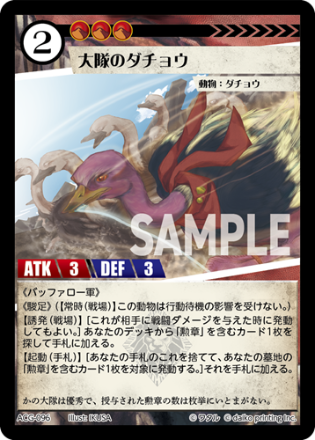 2
大隊のダチョウ
動物：ダチョウ
SAMPLE
ATK 3 DEF 3
《バッファロー軍》
《駿足》(【常時(戦場)】この動物は行動待機の影響を受けない。)
【誘発(戦場)】[これが相手に戦闘ダメージを与えた時に発動
してもよい。] あなたのデッキから「勲章」を含むカード1枚を
探して手札に加える。
【起動(手札)】[あなたの手札のこれを捨てて、あなたの墓地の
「勲章」を含むカード1枚を対象に発動する。] それを手札に加え
る。
かの大隊は優秀で、授与された勲章の数は枚挙にいとまがない。
ACG-096 Illust: IKUSA ©ワクル ©daiko printing inc.